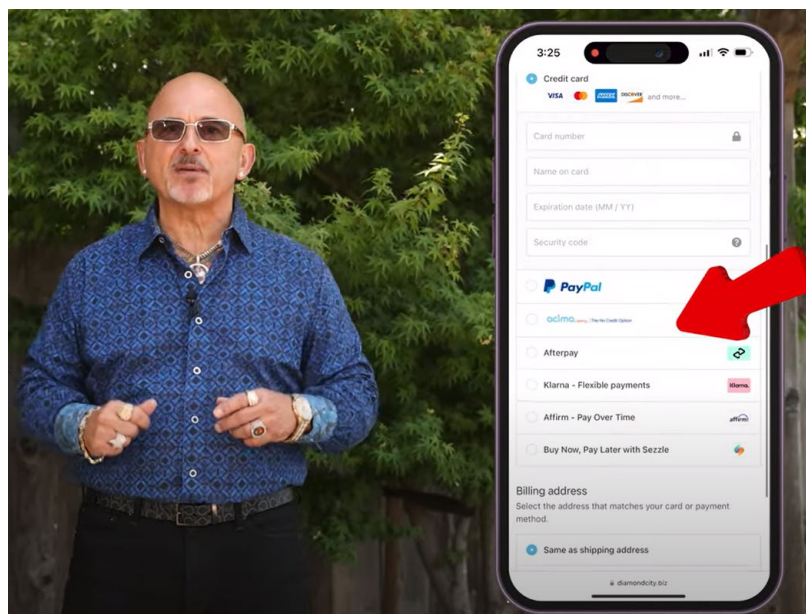 3:25
Credit card
VISA
AMERICAN EXPRESS
DISCOVER
and more...
Card number
Name on card
Expiration date (MM / YY)
Security code
PayPal
acima
The No Credit Option
Afterpay
Klarna - Flexible payments
Klarna.
Affirm - Pay Over Time
affirm
Buy Now, Pay Later with Sezzle
Billing address
Select the address that matches your card or payment
method.
Same as shipping address
diamondcity.biz